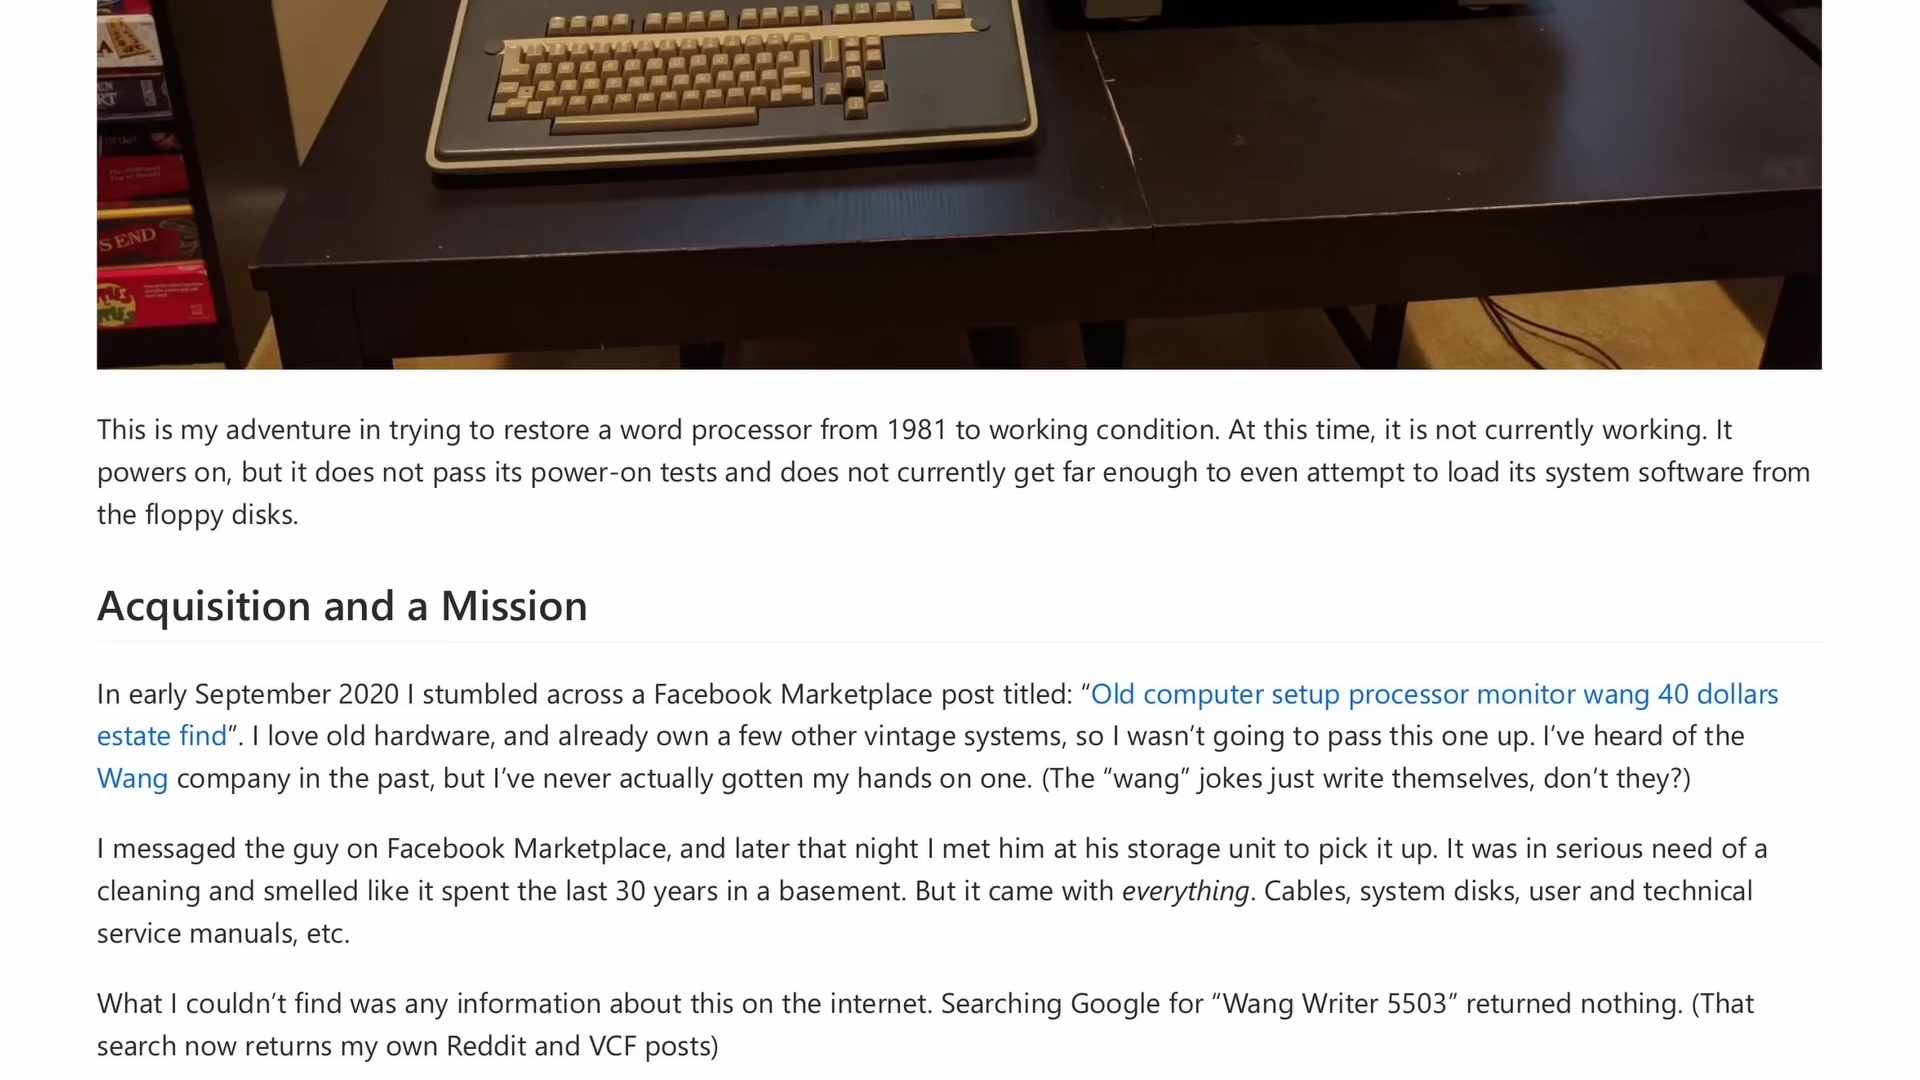 S END
This is my adventure in trying to restore a word processor from 1981 to working condition. At this time, it is not currently working. It
powers on, but it does not pass its power-on tests and does not currently get far enough to even attempt to load its system software from
the floppy disks.
Acquisition and a Mission
In early September 2020 I stumbled across a Facebook Marketplace post titled: “Old computer setup processor monitor wang 40 dollars
estate find”. I love old hardware, and already own a few other vintage systems, so I wasn’t going to pass this one up. I’ve heard of the
Wang company in the past, but I’ve never actually gotten my hands on one. (The “wang” jokes just write themselves, don’t they?)
I messaged the guy on Facebook Marketplace, and later that night I met him at his storage unit to pick it up. It was in serious need of a
cleaning and smelled like it spent the last 30 years in a basement. But it came with everything. Cables, system disks, user and technical
service manuals, etc.
What I couldn’t find was any information about this on the internet. Searching Google for “Wang Writer 5503” returned nothing. (That
search now returns my own Reddit and VCF posts)